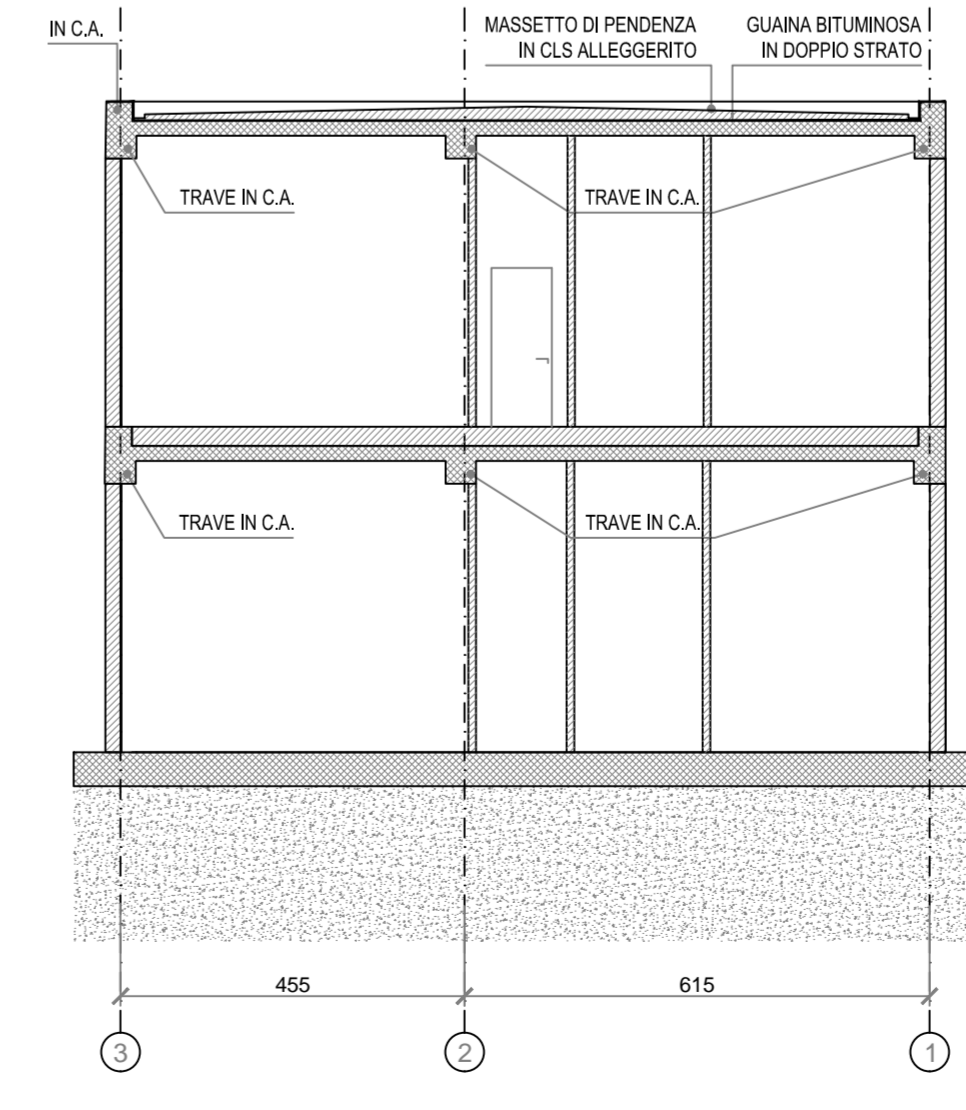 IN C.A.
MASSETTO DI PENDENZA
IN CLS ALLEGGERITO
GUAINA BITUMINOSA
IN DOPPIO STRATO
TRAVE IN C.A.
TRAVE IN C.A.
TRAVE IN C.A.
TRAVE IN C.A.
455
615
3
2
1